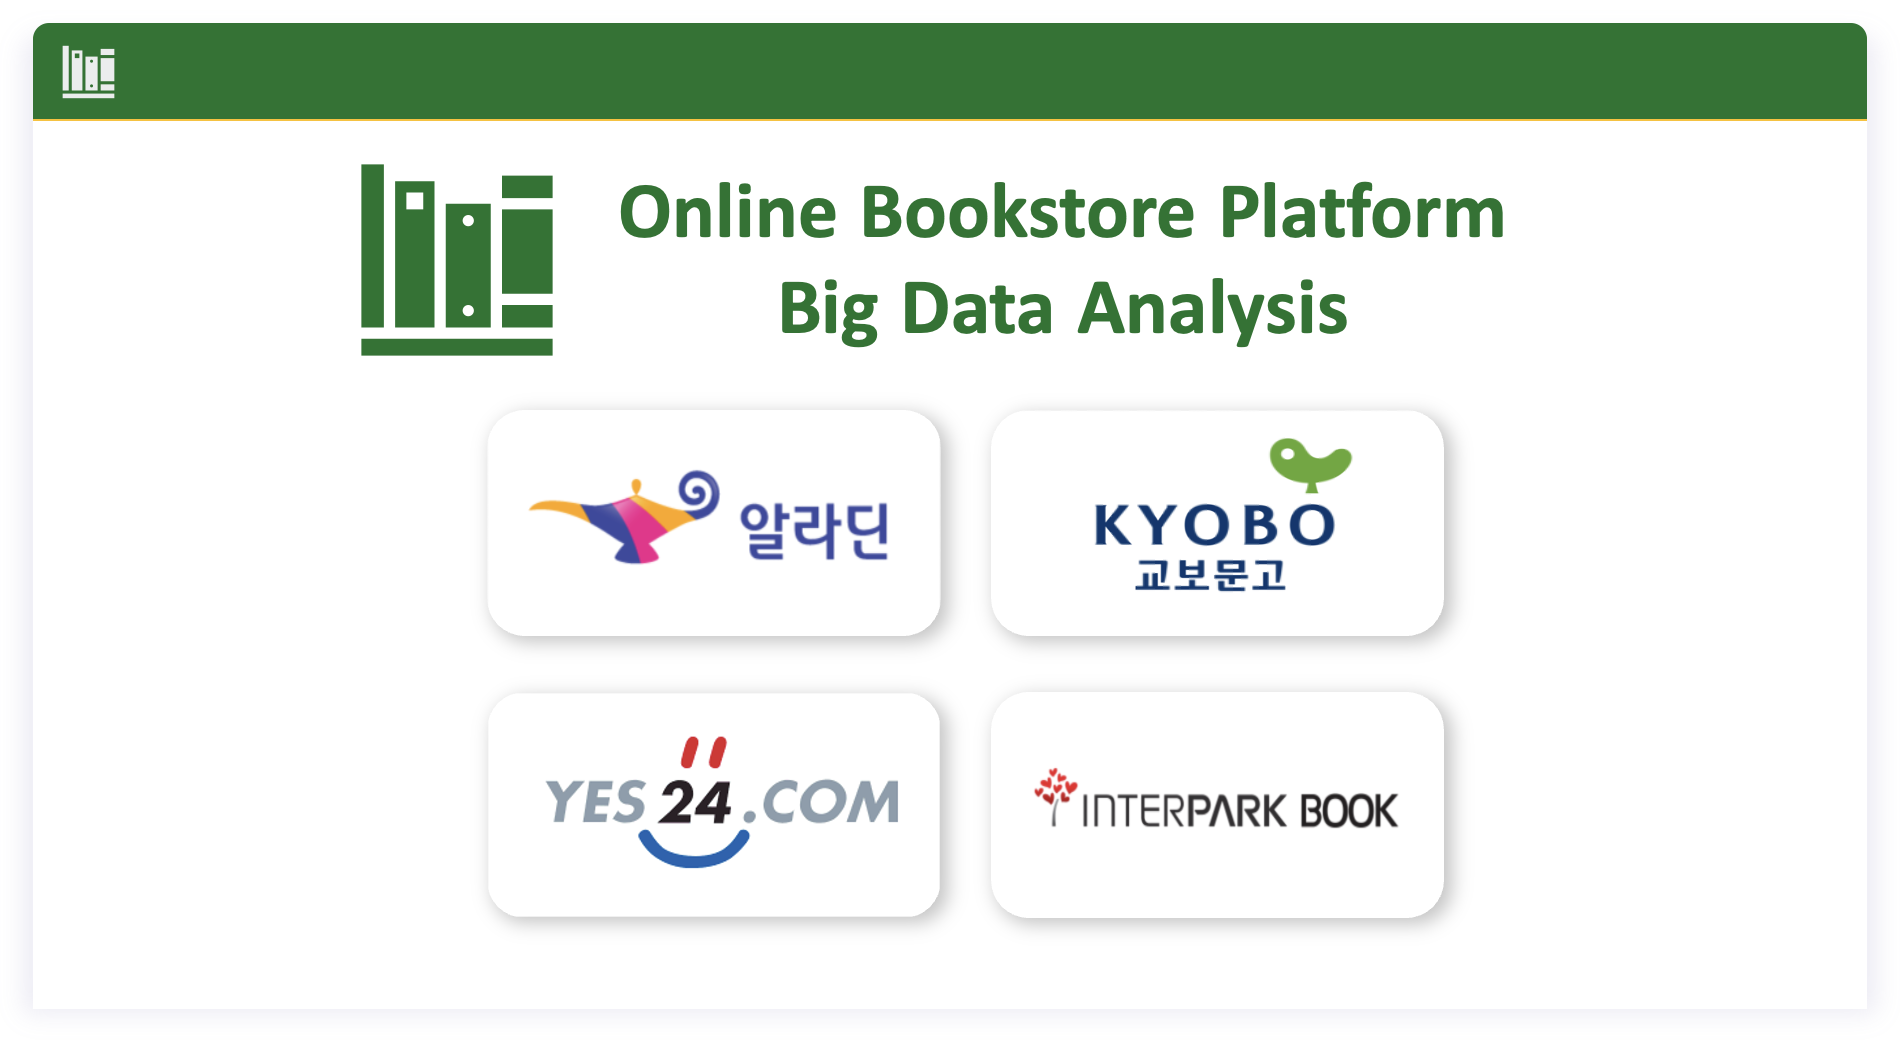 Online Bookstore Platform
Big Data Analysis
알라딘
KYOBO
교보문고
YES24.COM
INTERPARK BOOK